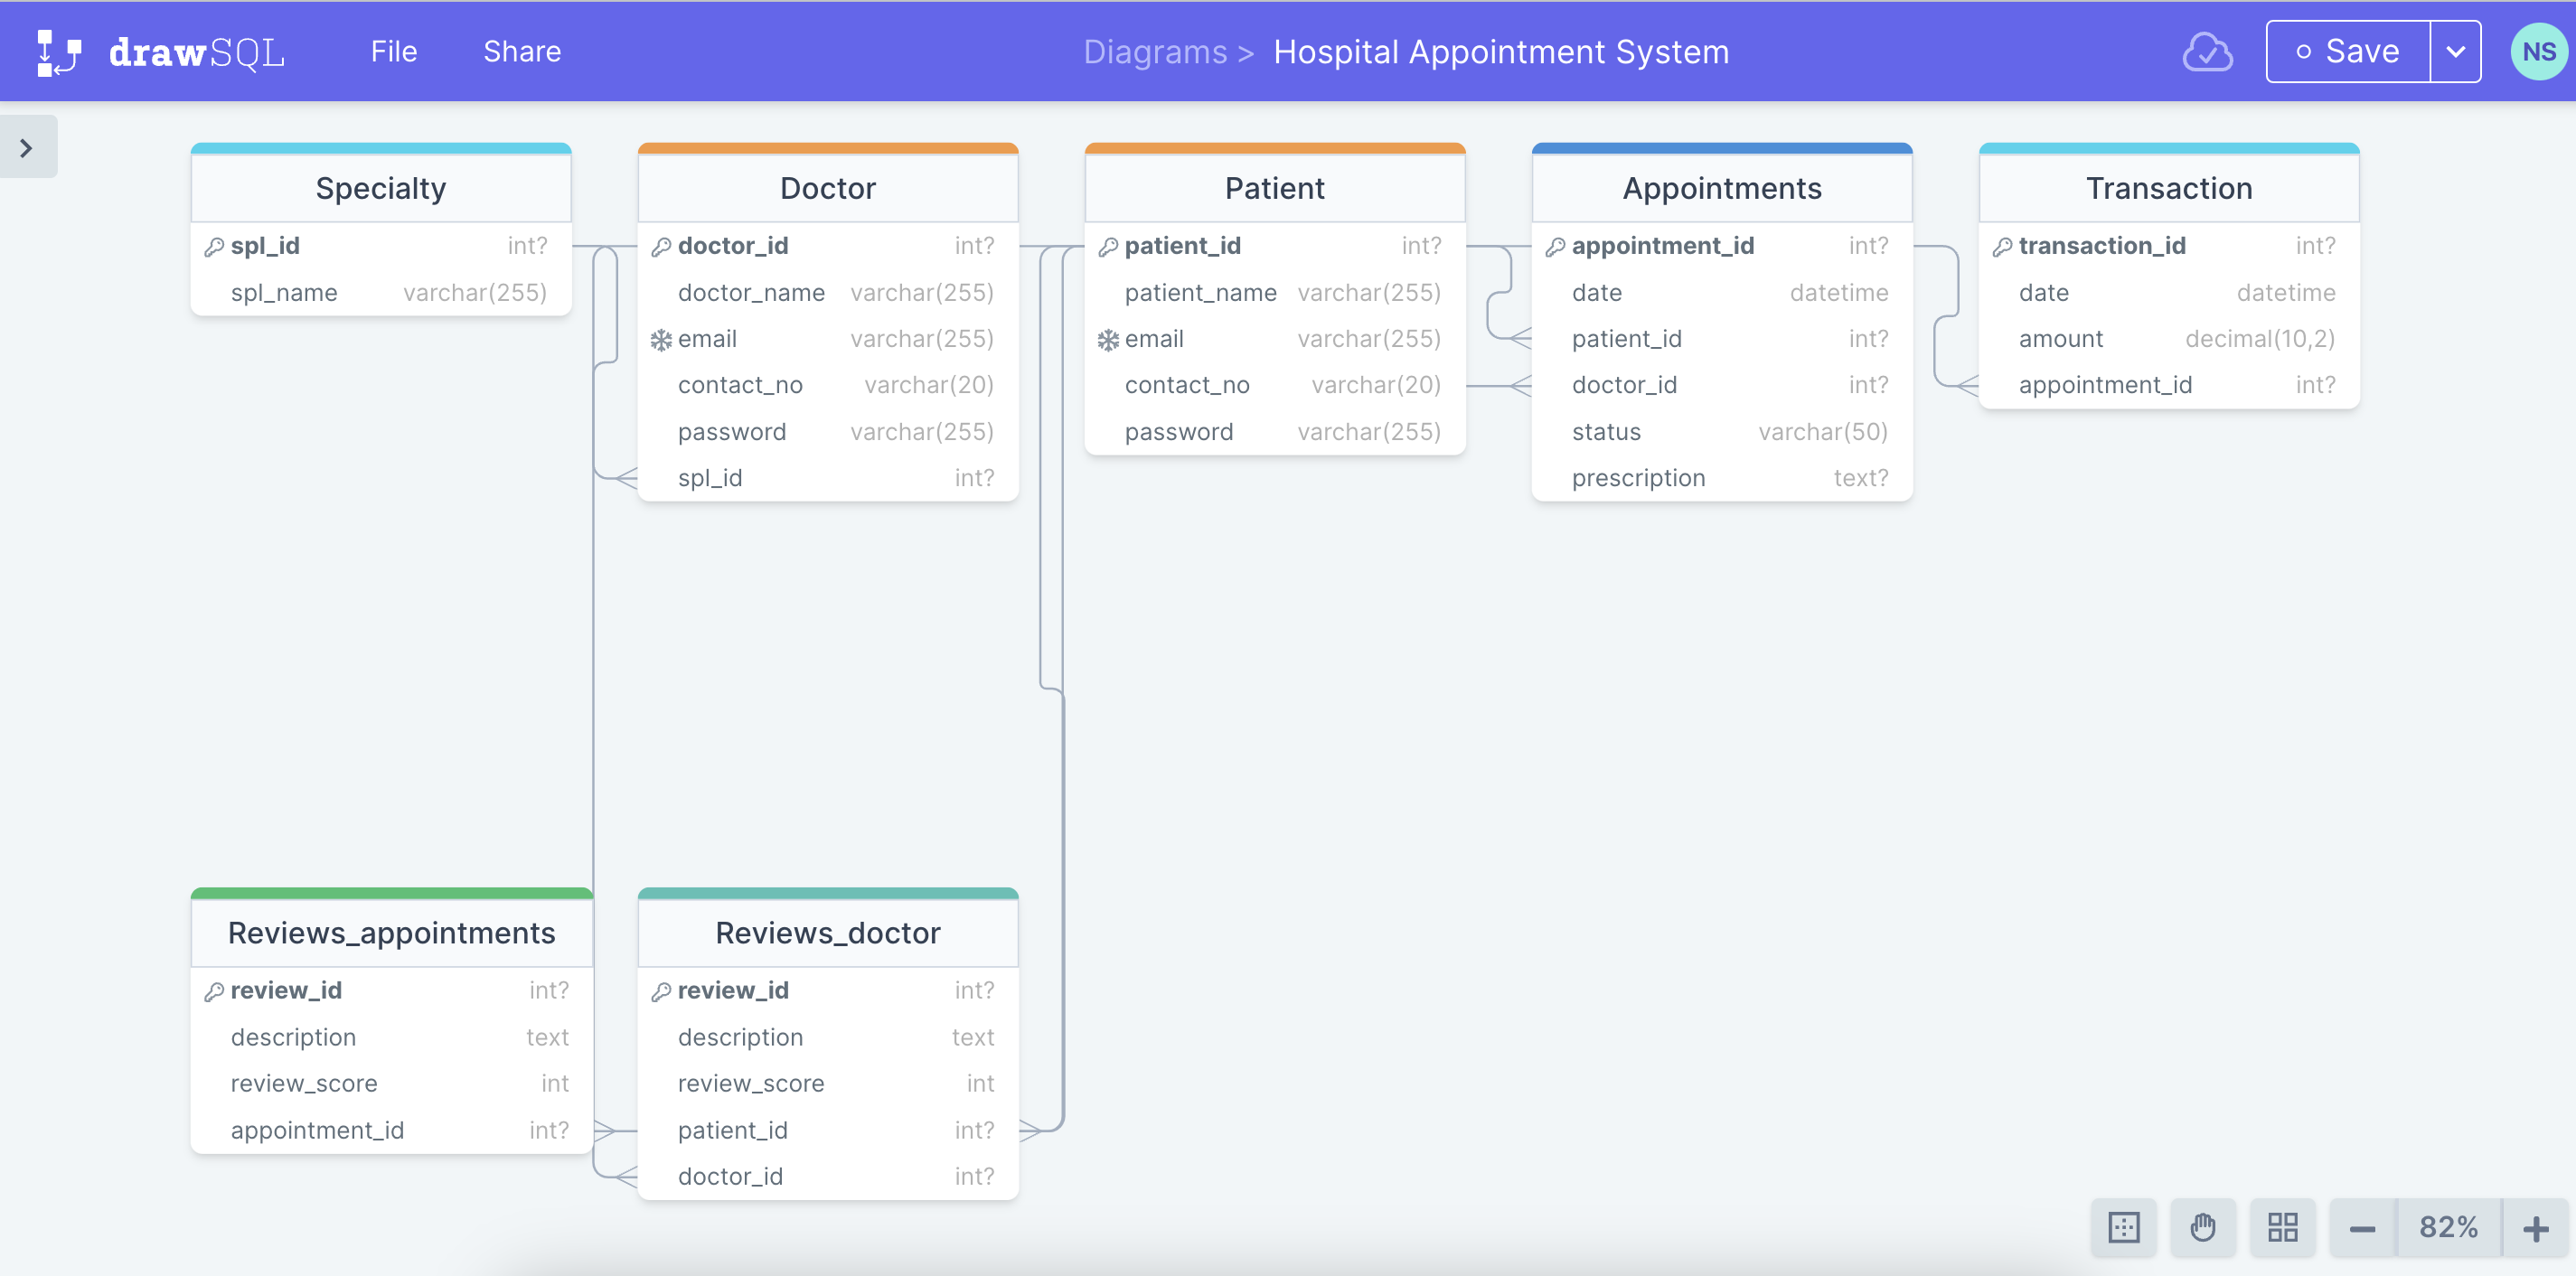 drawSQL File Share Diagrams > Hospital Appointment System Save NS
Specialty
spl_id int?
spl_name varchar(255)
Doctor
doctor_id int?
doctor_name varchar(255)
email varchar(255)
contact_no varchar(20)
password varchar(255)
spl_id int?
Patient
patient_id int?
patient_name varchar(255)
email varchar(255)
contact_no varchar(20)
password varchar(255)
Appointments
appointment_id int?
date datetime
patient_id int?
doctor_id int?
status varchar(50)
prescription text?
Transaction
transaction_id int?
date datetime
amount decimal(10,2)
appointment_id int?
Reviews_appointments
review_id int?
description text
review_score int
appointment_id int?
Reviews_doctor
review_id int?
description text
review_score int
patient_id int?
doctor_id int?
82%